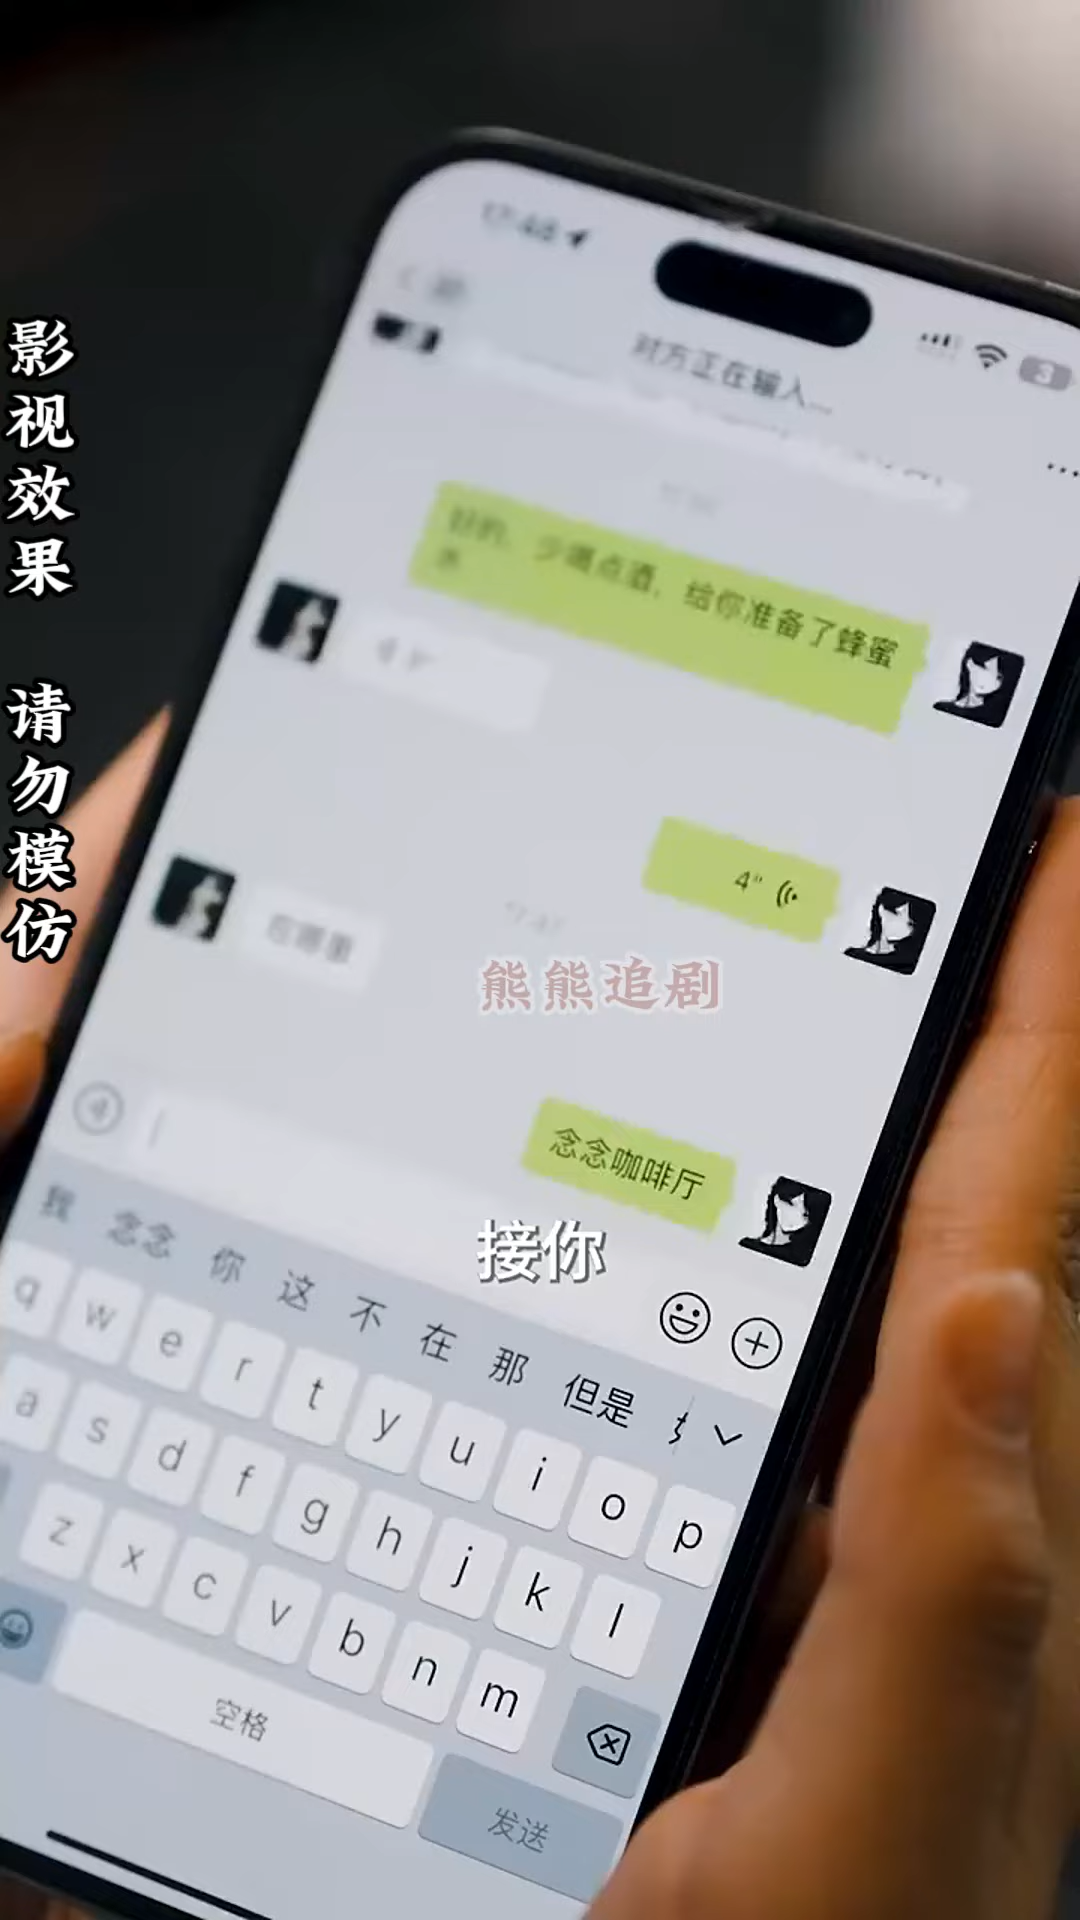 影视效果 请勿模仿
17:48
3
对方正在输入...
好的，少喝点酒，给你准备了蜂蜜
水
4"
在哪里
熊熊追剧
念念咖啡厅
接你
我 念念 你 这 不 在 那 但是
q w e r t y u i o p
a s d f g h j k l
z x c v b n m
空格
发送